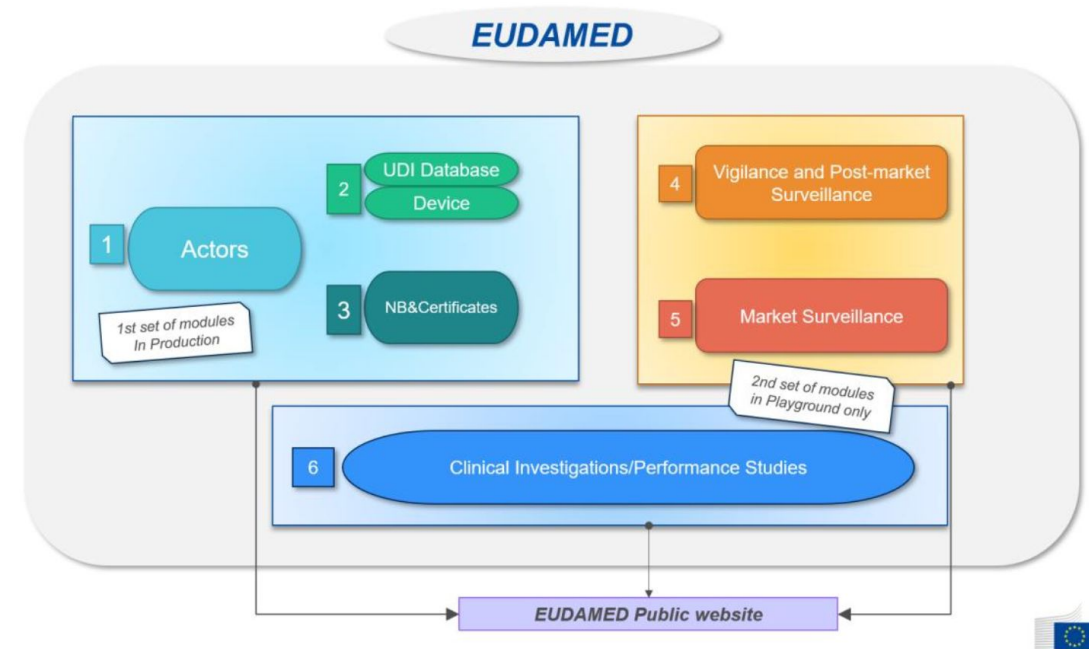 EUDAMED
1
Actors
1st set of modules
In Production
2
UDI Database
Device
3
NB&Certificates
4
Vigilance and Post-market
Surveillance
5
Market Surveillance
2nd set of modules
in Playground only
6
Clinical Investigations/Performance Studies
EUDAMED Public website